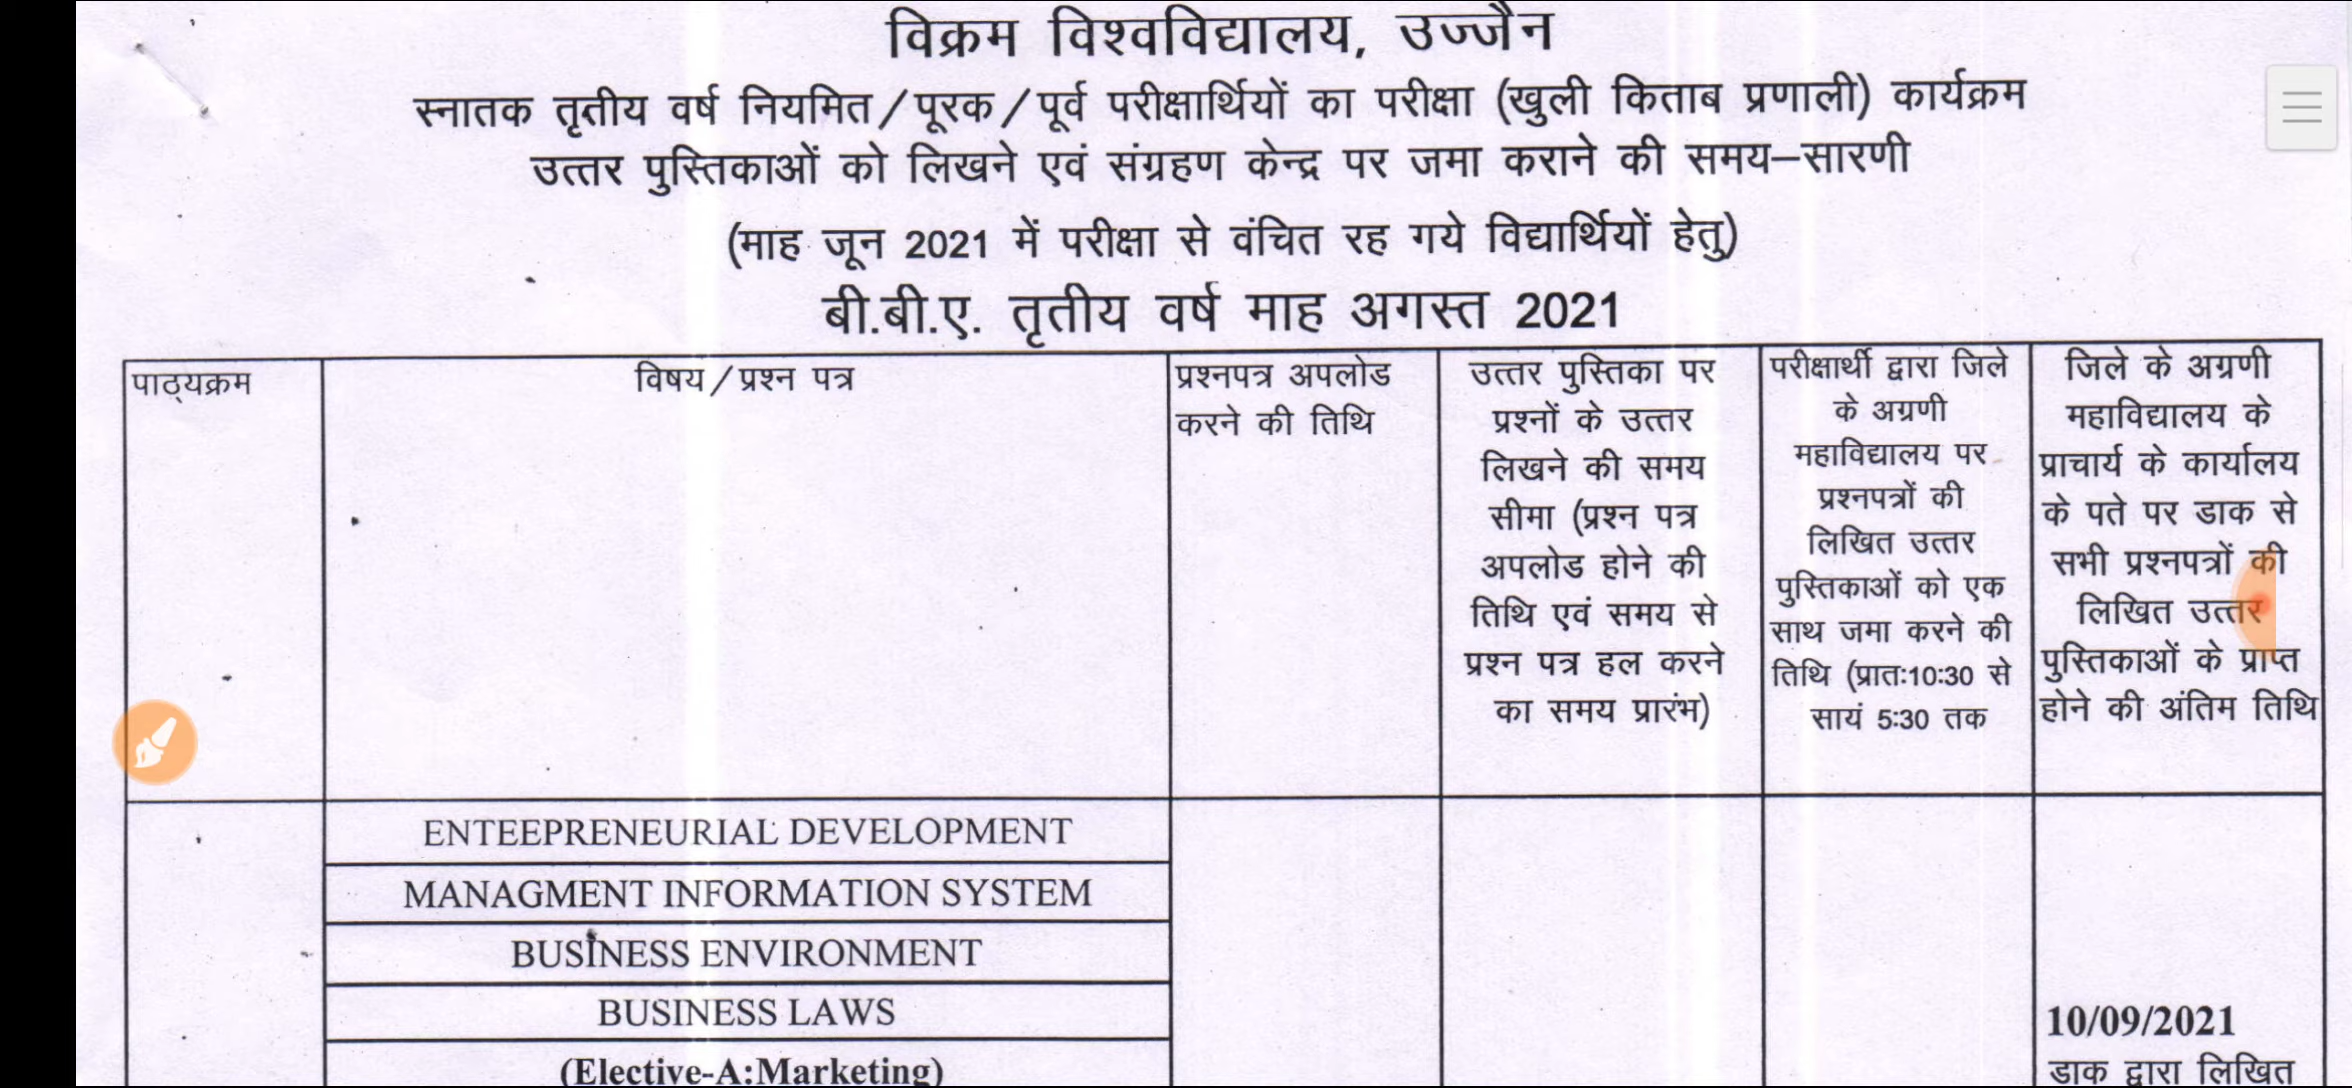 विक्रम विश्वविद्यालय, उज्जैन
स्नातक तृतीय वर्ष नियमित/पूरक/पूर्व परीक्षार्थियों का परीक्षा (खुली किताब प्रणाली) कार्यक्रम
उत्तर पुस्तिकाओं को लिखने एवं संग्रहण केन्द्र पर जमा कराने की समय–सारणी
(माह जून 2021 में परीक्षा से वंचित रह गये विद्यार्थियों हेतु)
बी.बी.ए. तृतीय वर्ष माह अगस्त 2021
पाठ्यक्रम
विषय/प्रश्न पत्र
प्रश्नपत्र अपलोड
करने की तिथि
उत्तर पुस्तिका पर
प्रश्नों के उत्तर
लिखने की समय
सीमा (प्रश्न पत्र
अपलोड होने की
तिथि एवं समय से
प्रश्न पत्र हल करने
का समय प्रारंभ)
परीक्षार्थी द्वारा जिले
के अग्रणी
महाविद्यालय पर
प्रश्नपत्रों की
लिखित उत्तर
पुस्तिकाओं को एक
साथ जमा करने की
तिथि (प्रातः10:30 से
सायं 5:30 तक
जिले के अग्रणी
महाविद्यालय के
प्राचार्य के कार्यालय
के पते पर डाक से
सभी प्रश्नपत्रों की
लिखित उत्तर
पुस्तिकाओं के प्राप्त
होने की अंतिम तिथि
ENTEEPRENEURIAL DEVELOPMENT
MANAGMENT INFORMATION SYSTEM
BUSINESS ENVIRONMENT
BUSINESS LAWS
(Elective-A:Marketing)
10/09/2021
डाक द्वारा लिखित